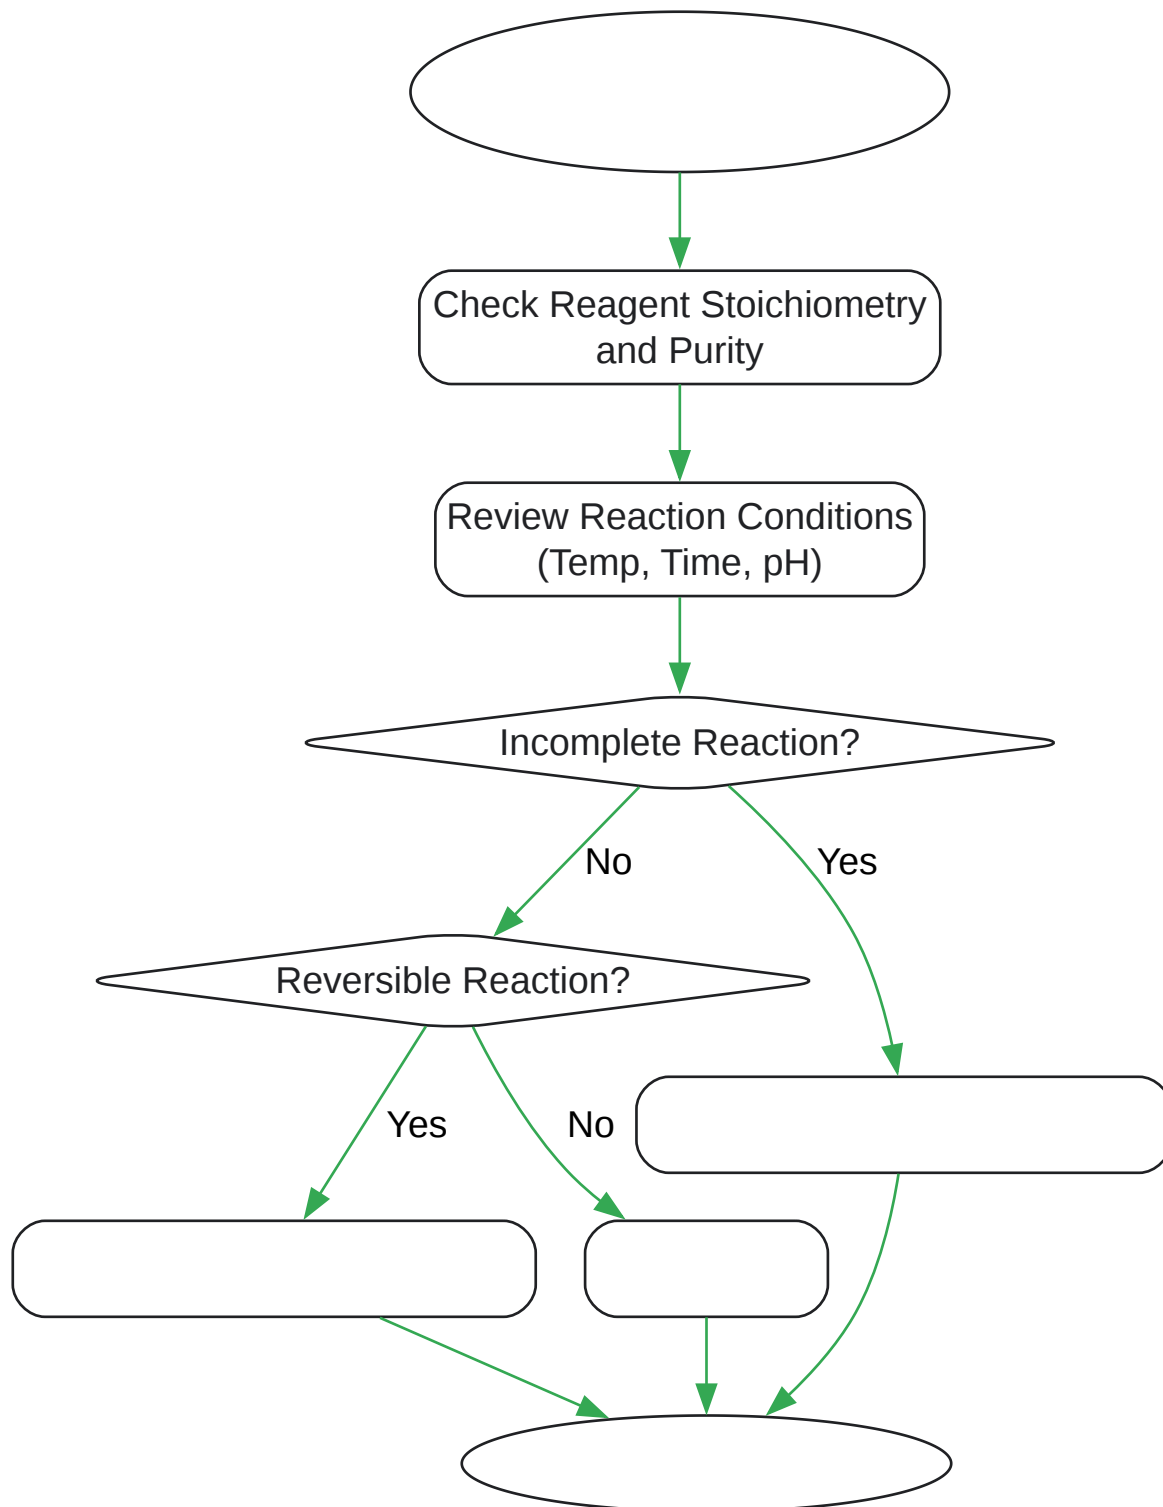 Check Reagent Stoichiometry
and Purity
Review Reaction Conditions
(Temp, Time, pH)
Incomplete Reaction?
No
Yes
Reversible Reaction?
Yes
No